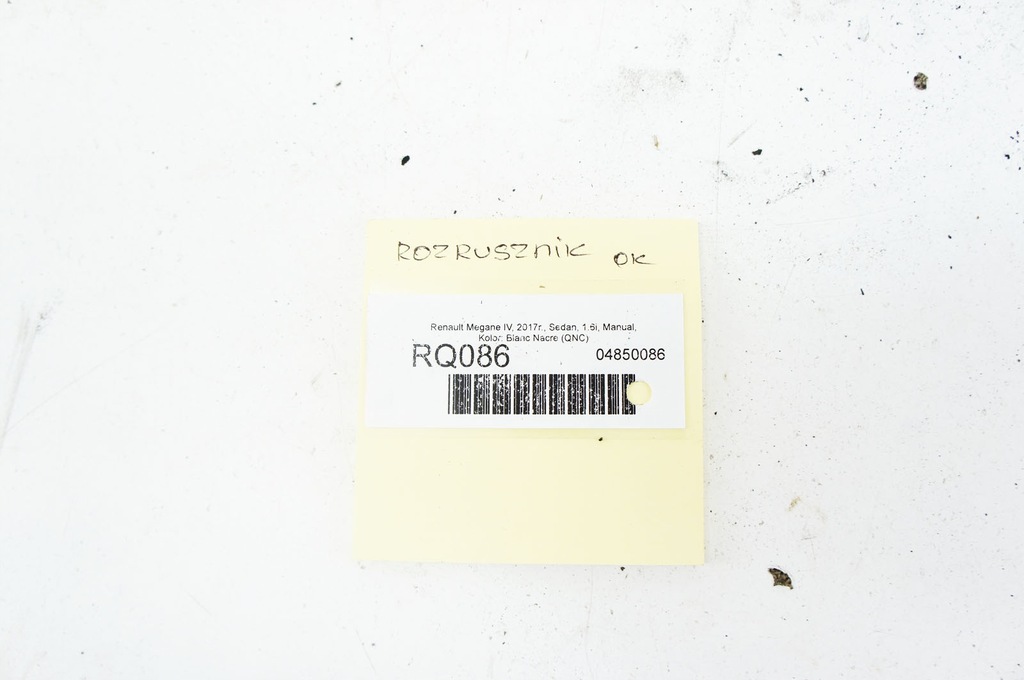 ROZRUSZNIK OK
Renault Megane IV, 2017r., Sedan, 1.6i, Manual,
Kolor: Blanc Nacre (QNC)
RQ086 04850086